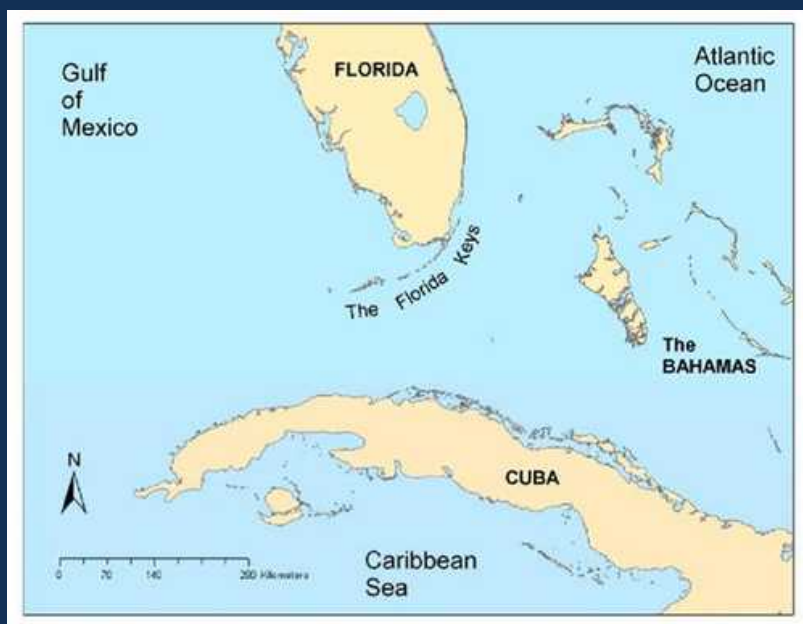 Gulf
of
Mexico
FLORIDA
Atlantic
Ocean
The Florida Keys
The
BAHAMAS
CUBA
N
0 70 140 280 Kilometers
Caribbean
Sea